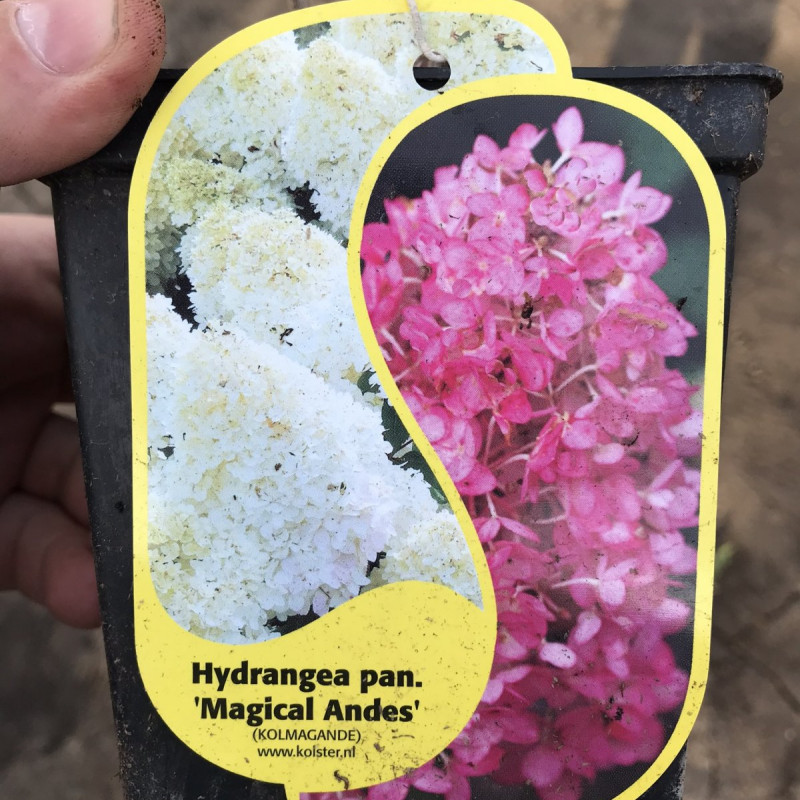 Hydrangea pan.
'Magical Andes'
(KOLMAGANDE)
www.kolster.nl